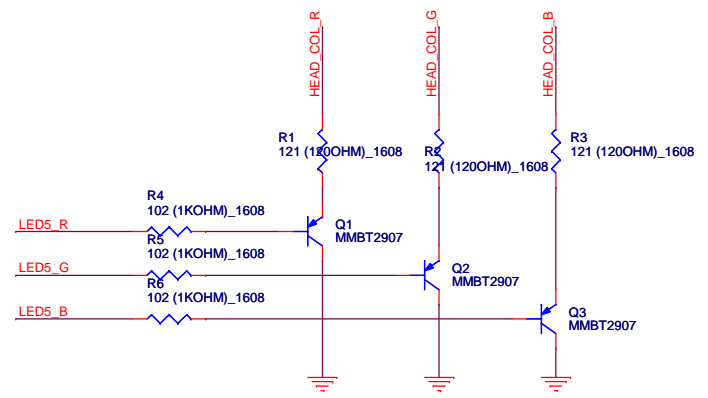 HEAD_COL_R
HEAD_COL_G
HEAD_COL_B
R1
121 (120OHM)_1608
R2
121 (120OHM)_1608
R3
121 (120OHM)_1608
R4
102 (1KOHM)_1608
LED5_R
Q1
MMBT2907
R5
102 (1KOHM)_1608
LED5_G
Q2
MMBT2907
R6
102 (1KOHM)_1608
LED5_B
Q3
MMBT2907